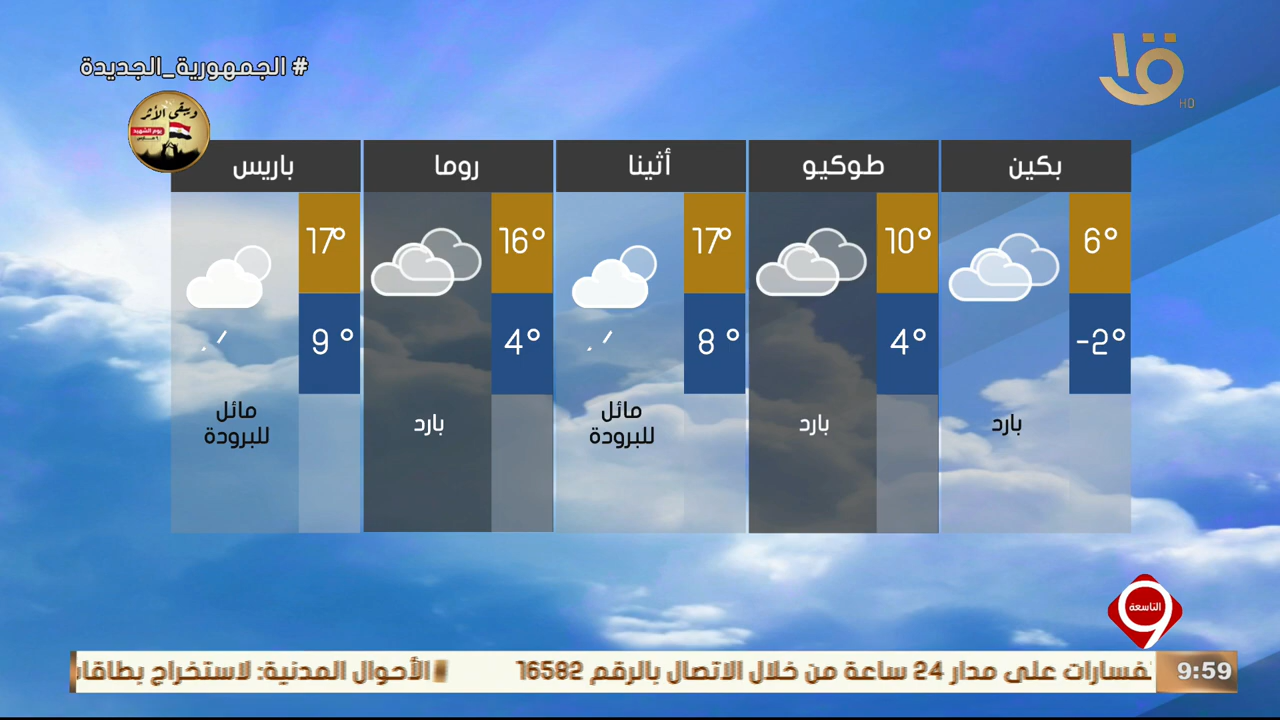 # الجمهورية_الجديدة
HD
ويبقى الأثر
يوم الشهيد
بكين
6°
-2°
بارد
طوكيو
10°
4°
بارد
أثينا
17°
8 °
مائل
للبرودة
روما
16°
4°
بارد
باريس
17°
9 °
مائل
للبرودة
التاسعة
9
9:59
فسارات على مدار 24 ساعة من خلال الاتصال بالرقم 16582
الأحوال المدنية: لاستخراج بطاقا